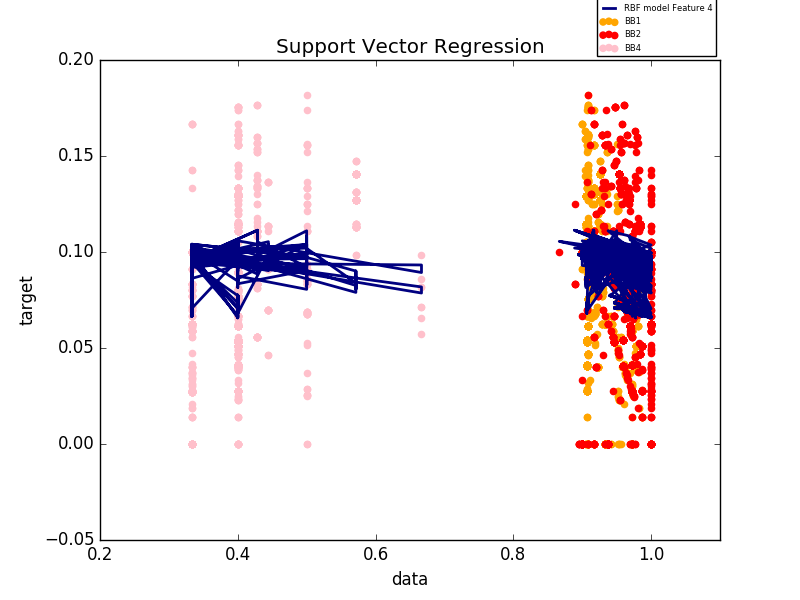 RBF model Feature 4
BB1
BB2
BB4
Support Vector Regression
0.20
0.15
0.10
0.05
0.00
−0.05
0.2 0.4 0.6 0.8 1.0
target
data